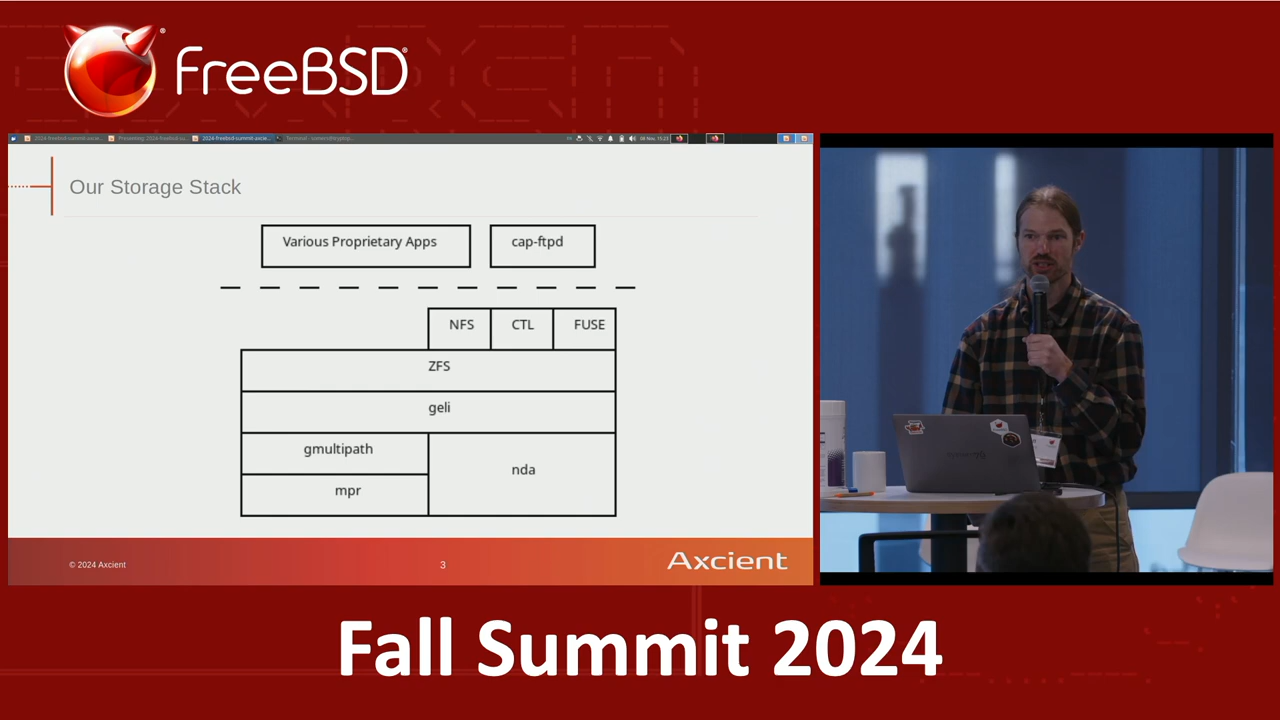 FreeBSD®
Our Storage Stack
Various Proprietary Apps
cap-ftpd
NFS
CTL
FUSE
ZFS
geli
gmultipath
nda
mpr
© 2024 Axcient
3
Axcient
Fall Summit 2024